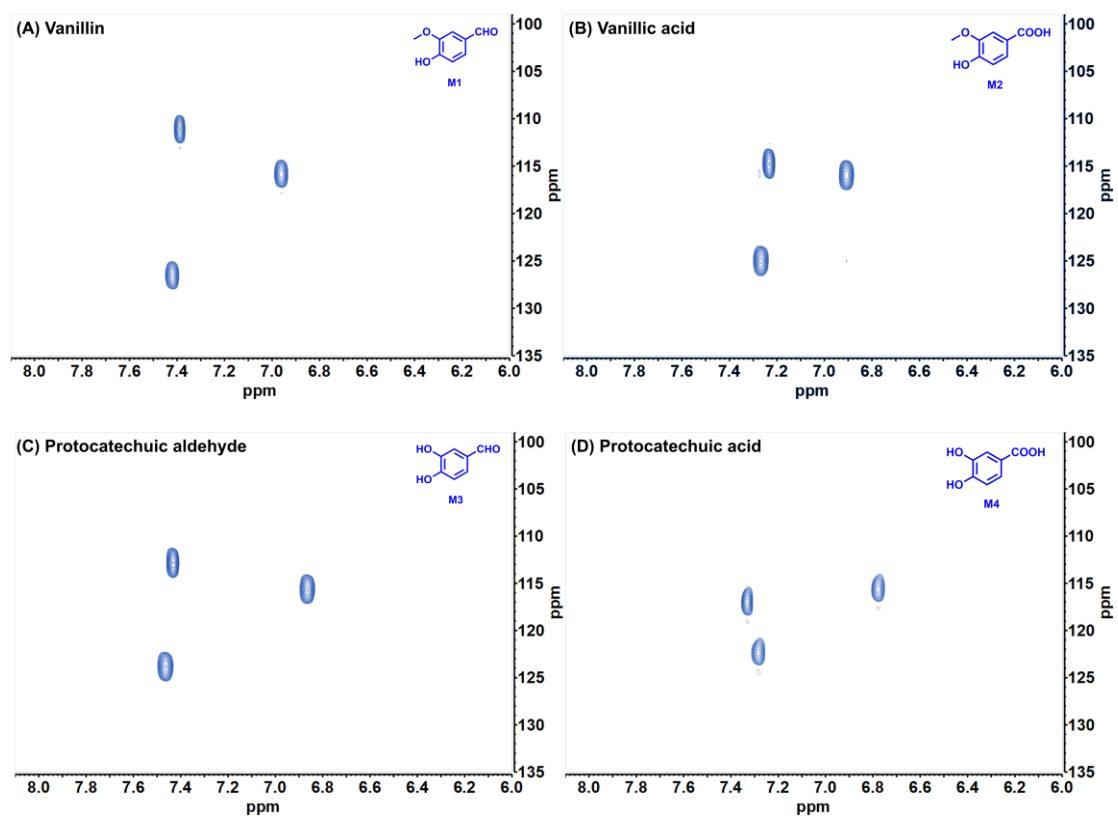 (A) Vanillin
CHO
O
HO
M1
100
105
110
115
120
125
130
135
ppm
8.0 7.8 7.6 7.4 7.2 7.0 6.8 6.6 6.4 6.2 6.0
ppm
(B) Vanillic acid
COOH
O
HO
M2
100
105
110
115
120
125
130
135
ppm
8.0 7.8 7.6 7.4 7.2 7.0 6.8 6.6 6.4 6.2 6.0
ppm
(C) Protocatechuic aldehyde
HO CHO
HO
M3
100
105
110
115
120
125
130
135
ppm
8.0 7.8 7.6 7.4 7.2 7.0 6.8 6.6 6.4 6.2 6.0
ppm
(D) Protocatechuic acid
HO COOH
HO
M4
100
105
110
115
120
125
130
135
ppm
8.0 7.8 7.6 7.4 7.2 7.0 6.8 6.6 6.4 6.2 6.0
ppm